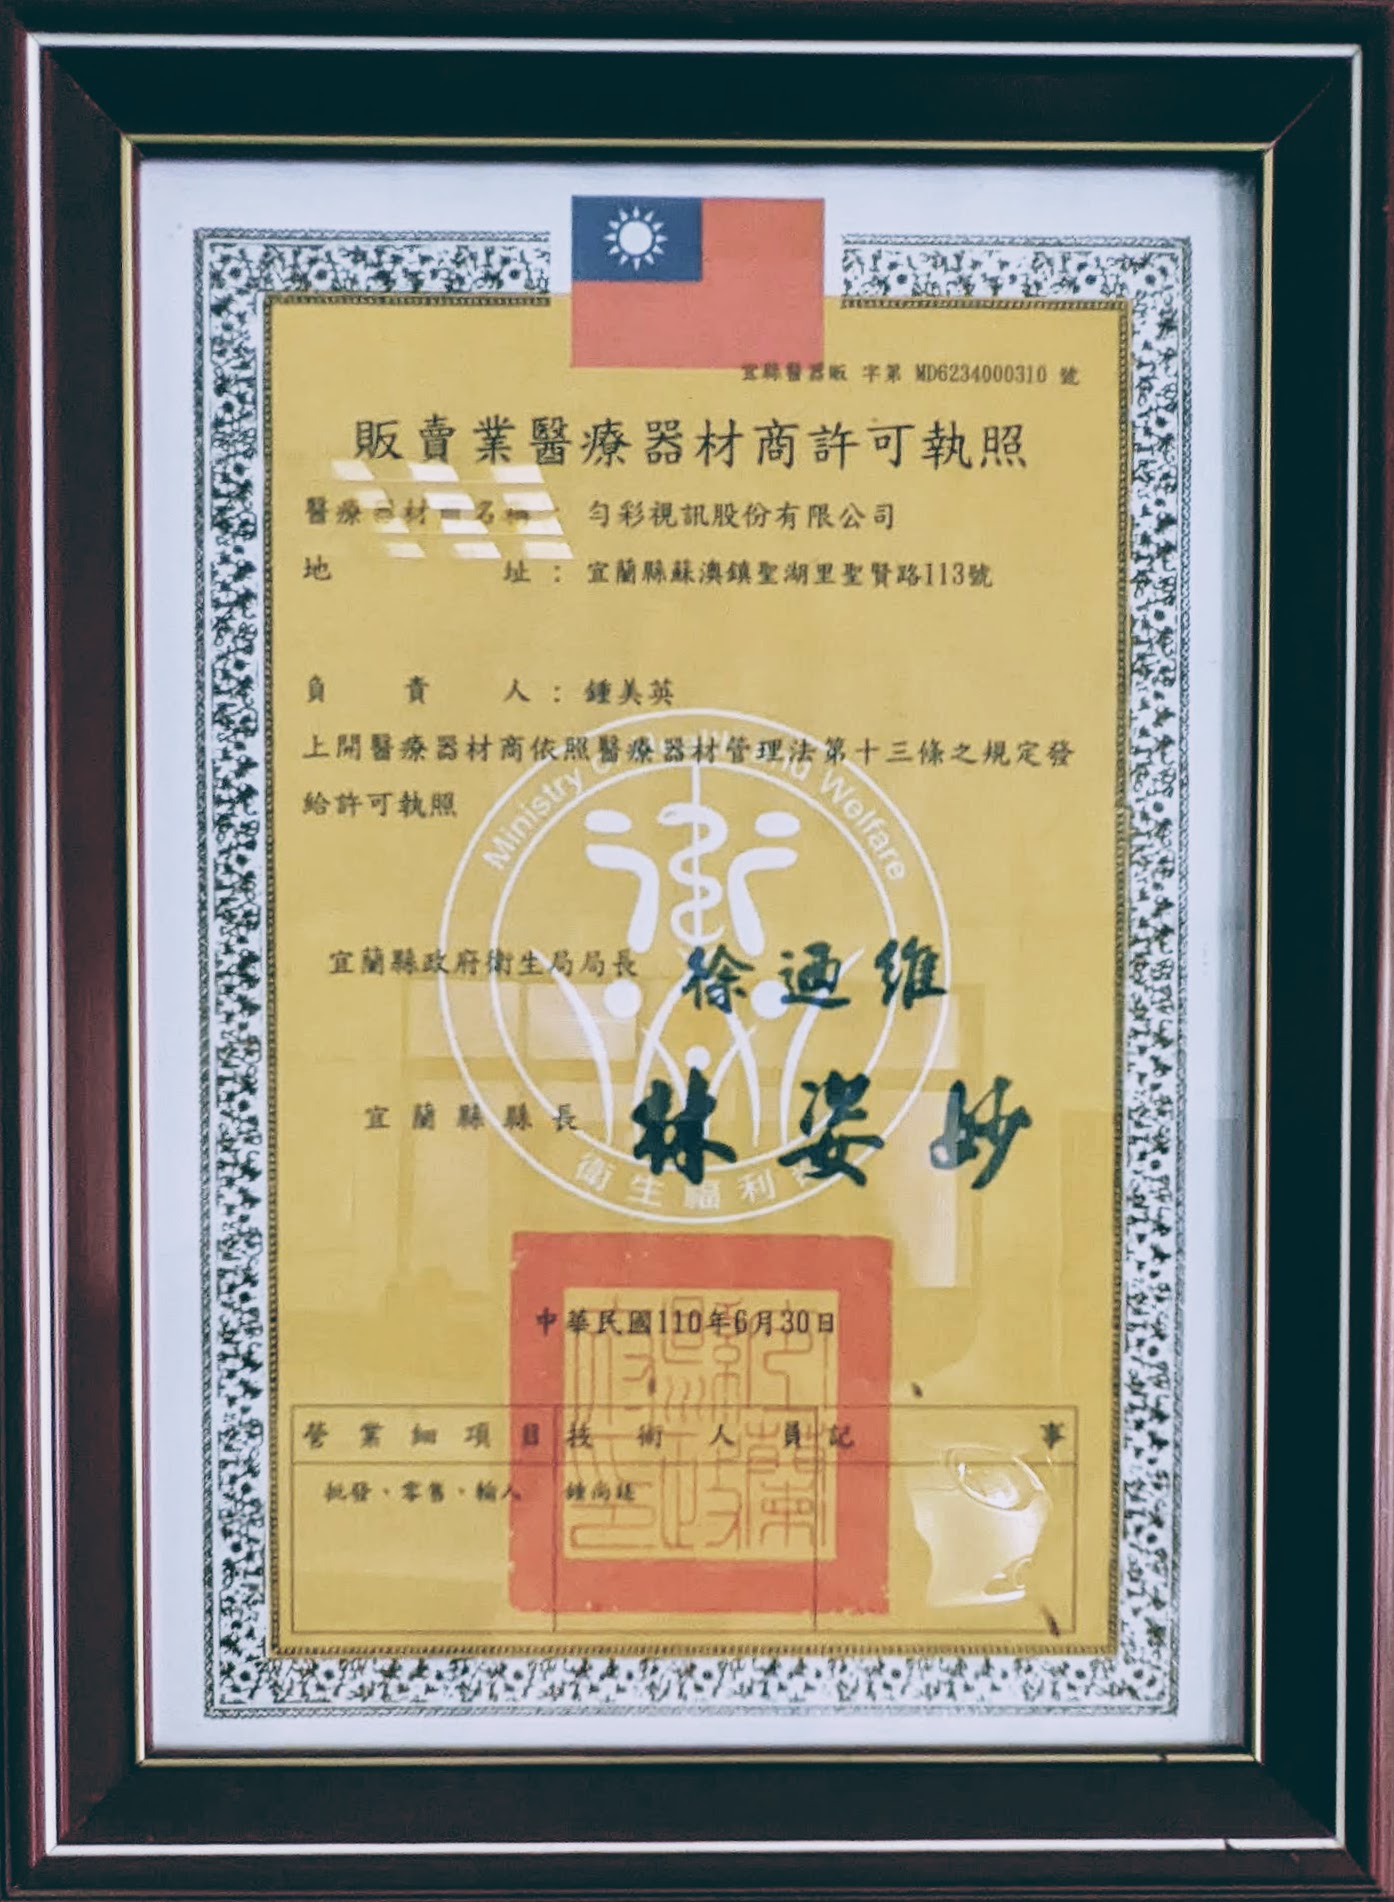 宜縣醫器販 字第 MD6234000310 號
販賣業醫療器材商許可執照
醫療器材商名稱： 勻彩視訊股份有限公司
地址： 宜蘭縣蘇澳鎮聖湖里聖賢路113號
負責人： 鍾美英
上開醫療器材商依照醫療器材管理法第十三條之規定發
給許可執照
Ministry of Health and Welfare
宜蘭縣政府衛生局局長 徐迺維
宜蘭縣縣長 林姿妙
衛生福利部
中華民國110年6月30日
營業細項目 技術人員 記事
批發、零售、輸入 鍾尚